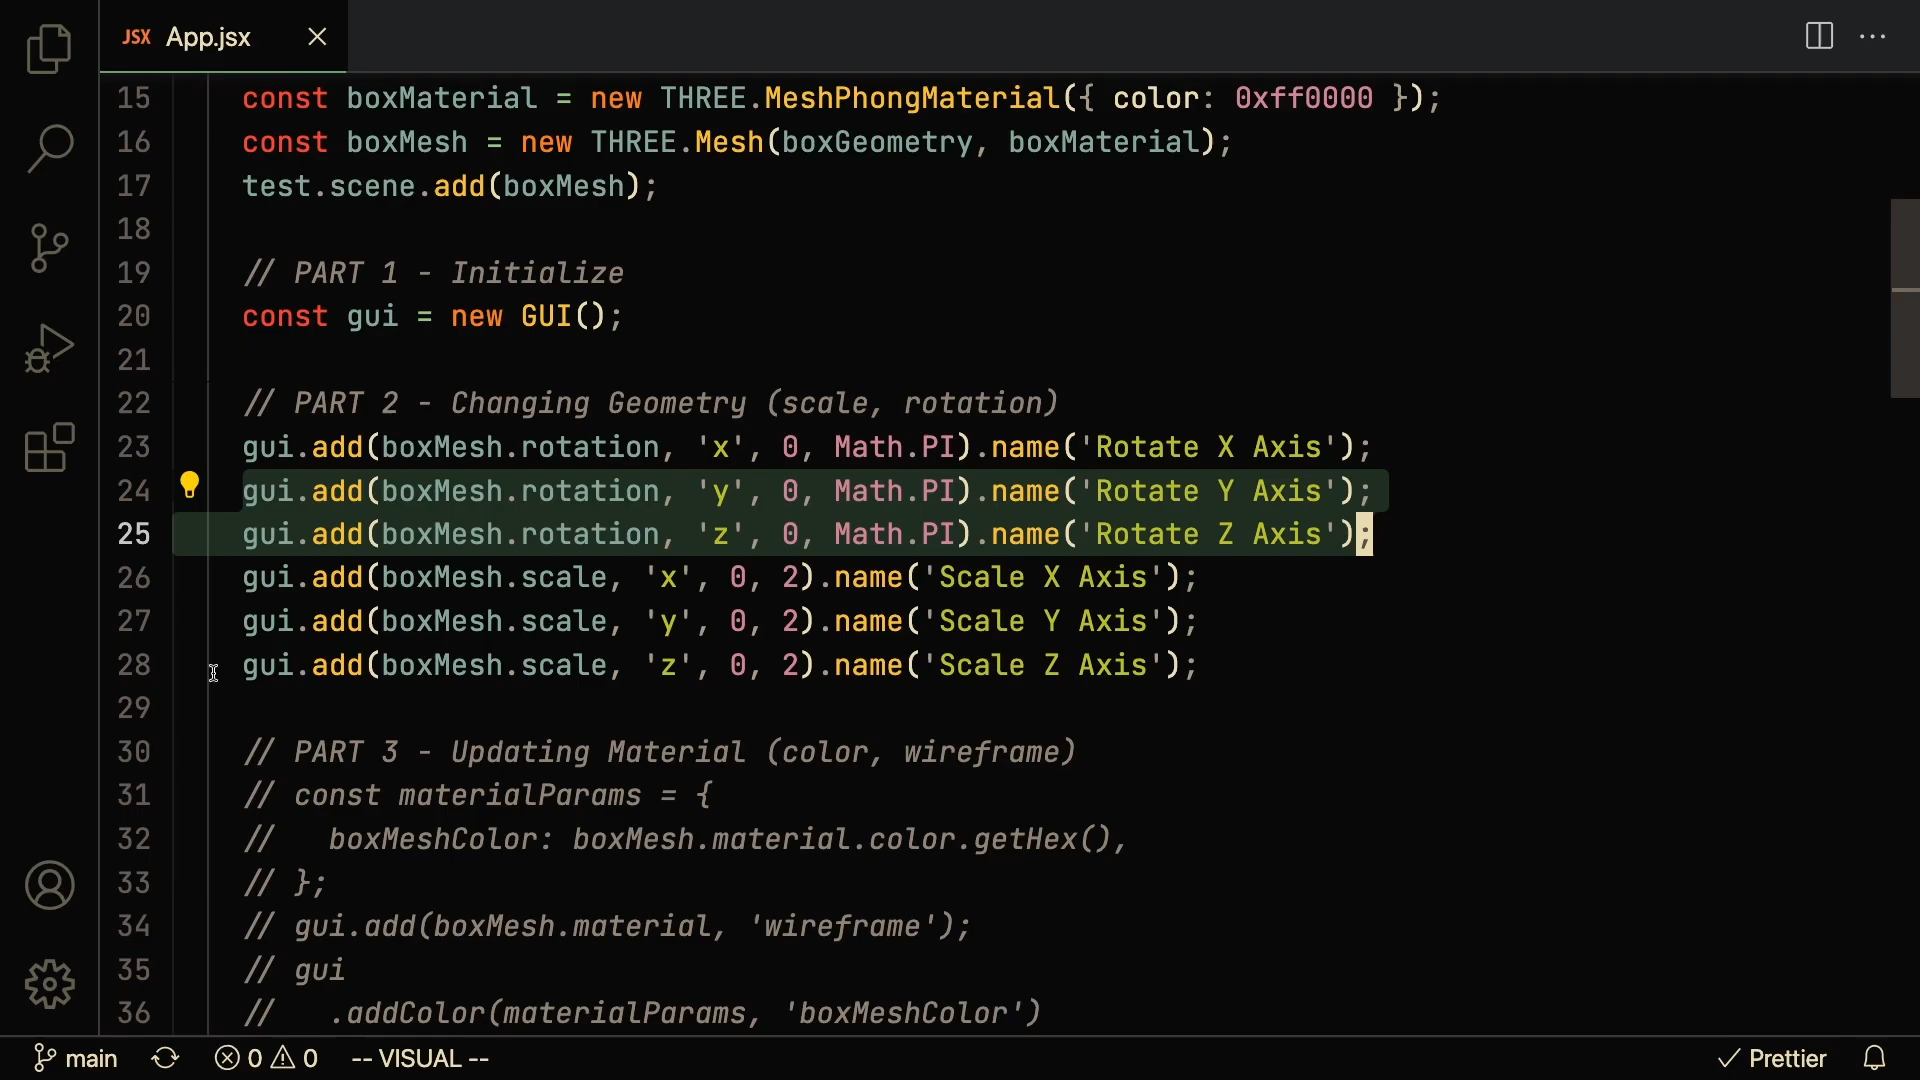 JSX App.jsx
15 const boxMaterial = new THREE.MeshPhongMaterial({ color: 0xff0000 });
16 const boxMesh = new THREE.Mesh(boxGeometry, boxMaterial);
17 test.scene.add(boxMesh);
18
19 // PART 1 - Initialize
20 const gui = new GUI();
21
22 // PART 2 - Changing Geometry (scale, rotation)
23 gui.add(boxMesh.rotation, 'x', 0, Math.PI).name('Rotate X Axis');
24 gui.add(boxMesh.rotation, 'y', 0, Math.PI).name('Rotate Y Axis');
25 gui.add(boxMesh.rotation, 'z', 0, Math.PI).name('Rotate Z Axis');
26 gui.add(boxMesh.scale, 'x', 0, 2).name('Scale X Axis');
27 gui.add(boxMesh.scale, 'y', 0, 2).name('Scale Y Axis');
28 gui.add(boxMesh.scale, 'z', 0, 2).name('Scale Z Axis');
29
30 // PART 3 - Updating Material (color, wireframe)
31 // const materialParams = {
32 //   boxMeshColor: boxMesh.material.color.getHex(),
33 // };
34 // gui.add(boxMesh.material, 'wireframe');
35 // gui
36 //   .addColor(materialParams, 'boxMeshColor')
main 0 0 -- VISUAL -- Prettier